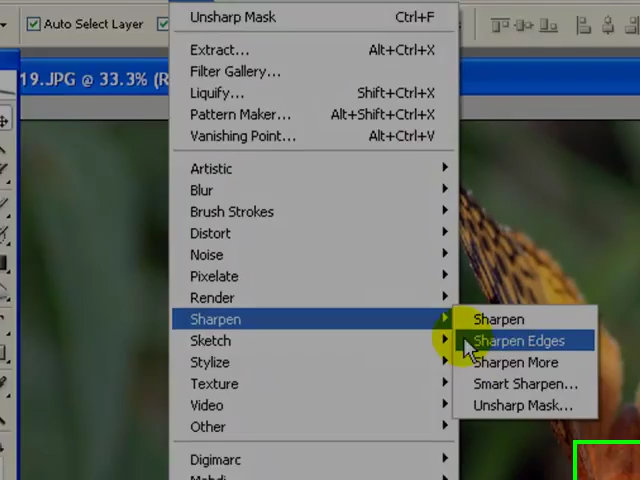 Auto Select Layer
19.JPG @ 33.3% (R
Unsharp Mask Ctrl+F
Extract... Alt+Ctrl+X
Filter Gallery...
Liquify... Shift+Ctrl+X
Pattern Maker... Alt+Shift+Ctrl+X
Vanishing Point... Alt+Ctrl+V
Artistic
Blur
Brush Strokes
Distort
Noise
Pixelate
Render
Sharpen
Sketch
Stylize
Texture
Video
Other
Digimarc
Sharpen
Sharpen Edges
Sharpen More
Smart Sharpen...
Unsharp Mask...